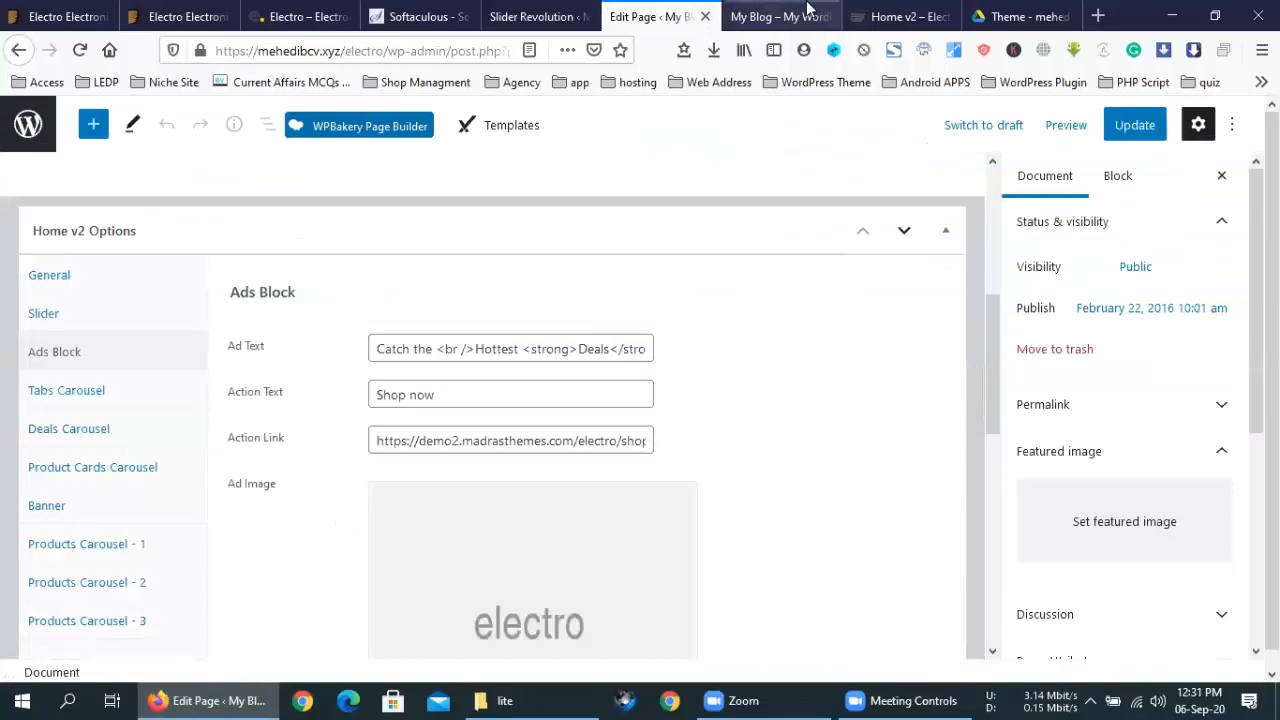 Electro Electroni
Electro Electroni
Electro – Electroni
Softaculous - So
Slider Revolution ‹ M
Edit Page ‹ My B
My Blog – My Wordl
Home v2 – Elect
Theme - mehed
https://mehedibcv.xyz/electro/wp-admin/post.php?
Access
LEDP
Niche Site
Current Affairs MCQs ...
Shop Managment
Agency
app
hosting
Web Address
WordPress Theme
Android APPS
WordPress Plugin
PHP Script
quiz
WPBakery Page Builder
Templates
Switch to draft
Preview
Update
Document
Block
Home v2 Options
Status & visibility
General
Slider
Ads Block
Tabs Carousel
Deals Carousel
Product Cards Carousel
Banner
Products Carousel - 1
Products Carousel - 2
Products Carousel - 3
Ads Block
Ad Text
Catch the <br />Hottest <strong>Deals</stro
Action Text
Shop now
Action Link
https://demo2.madrasthemes.com/electro/shop
Ad Image
electro
Visibility
Public
Publish
February 22, 2016 10:01 am
Move to trash
Permalink
Featured image
Set featured image
Discussion
Document
Edit Page ‹ My Bl...
lite
Zoom
Meeting Controls
U: 3.14 Mbit/s
D: 0.15 Mbit/s
12:31 PM
06-Sep-20